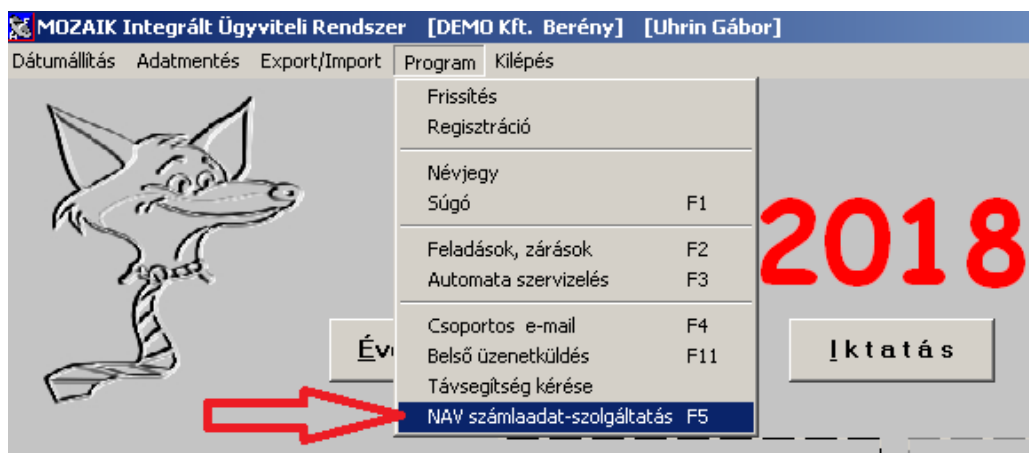 MOZAIK Integrált Ügyviteli Rendszer [DEMO Kft. Berény] [Uhrin Gábor]
Dátumállítás Adatmentés Export/Import Program Kilépés
Frissítés
Regisztráció
Névjegy
Súgó F1
2018
Feladások, zárások F2
Automata szervizelés F3
Csoportos e-mail F4
Iktatás
Belső üzenetküldés F11
Távsegítség kérése
NAV számlaadat-szolgáltatás F5